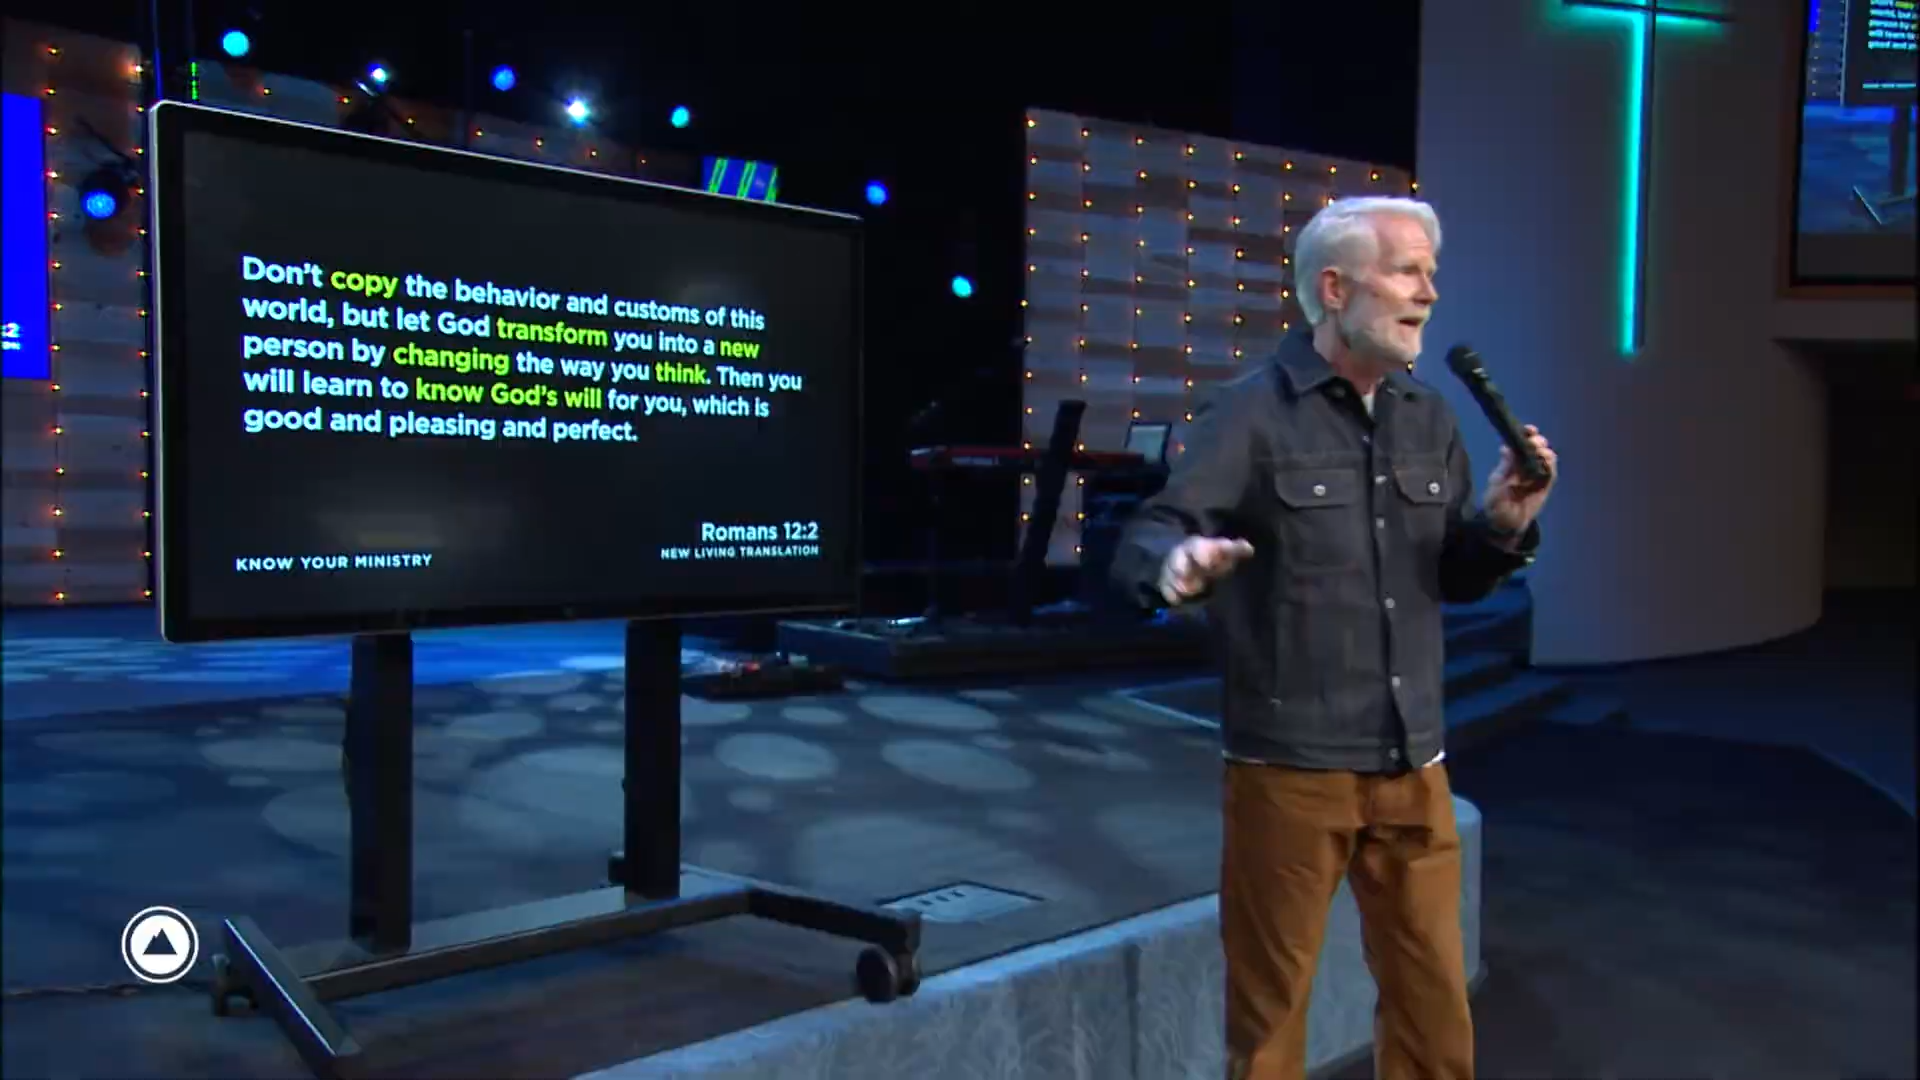 Don't copy the behavior and customs of this
world, but let God transform you into a new
person by changing the way you think. Then you
will learn to know God's will for you, which is
good and pleasing and perfect.
Romans 12:2
NEW LIVING TRANSLATION
KNOW YOUR MINISTRY